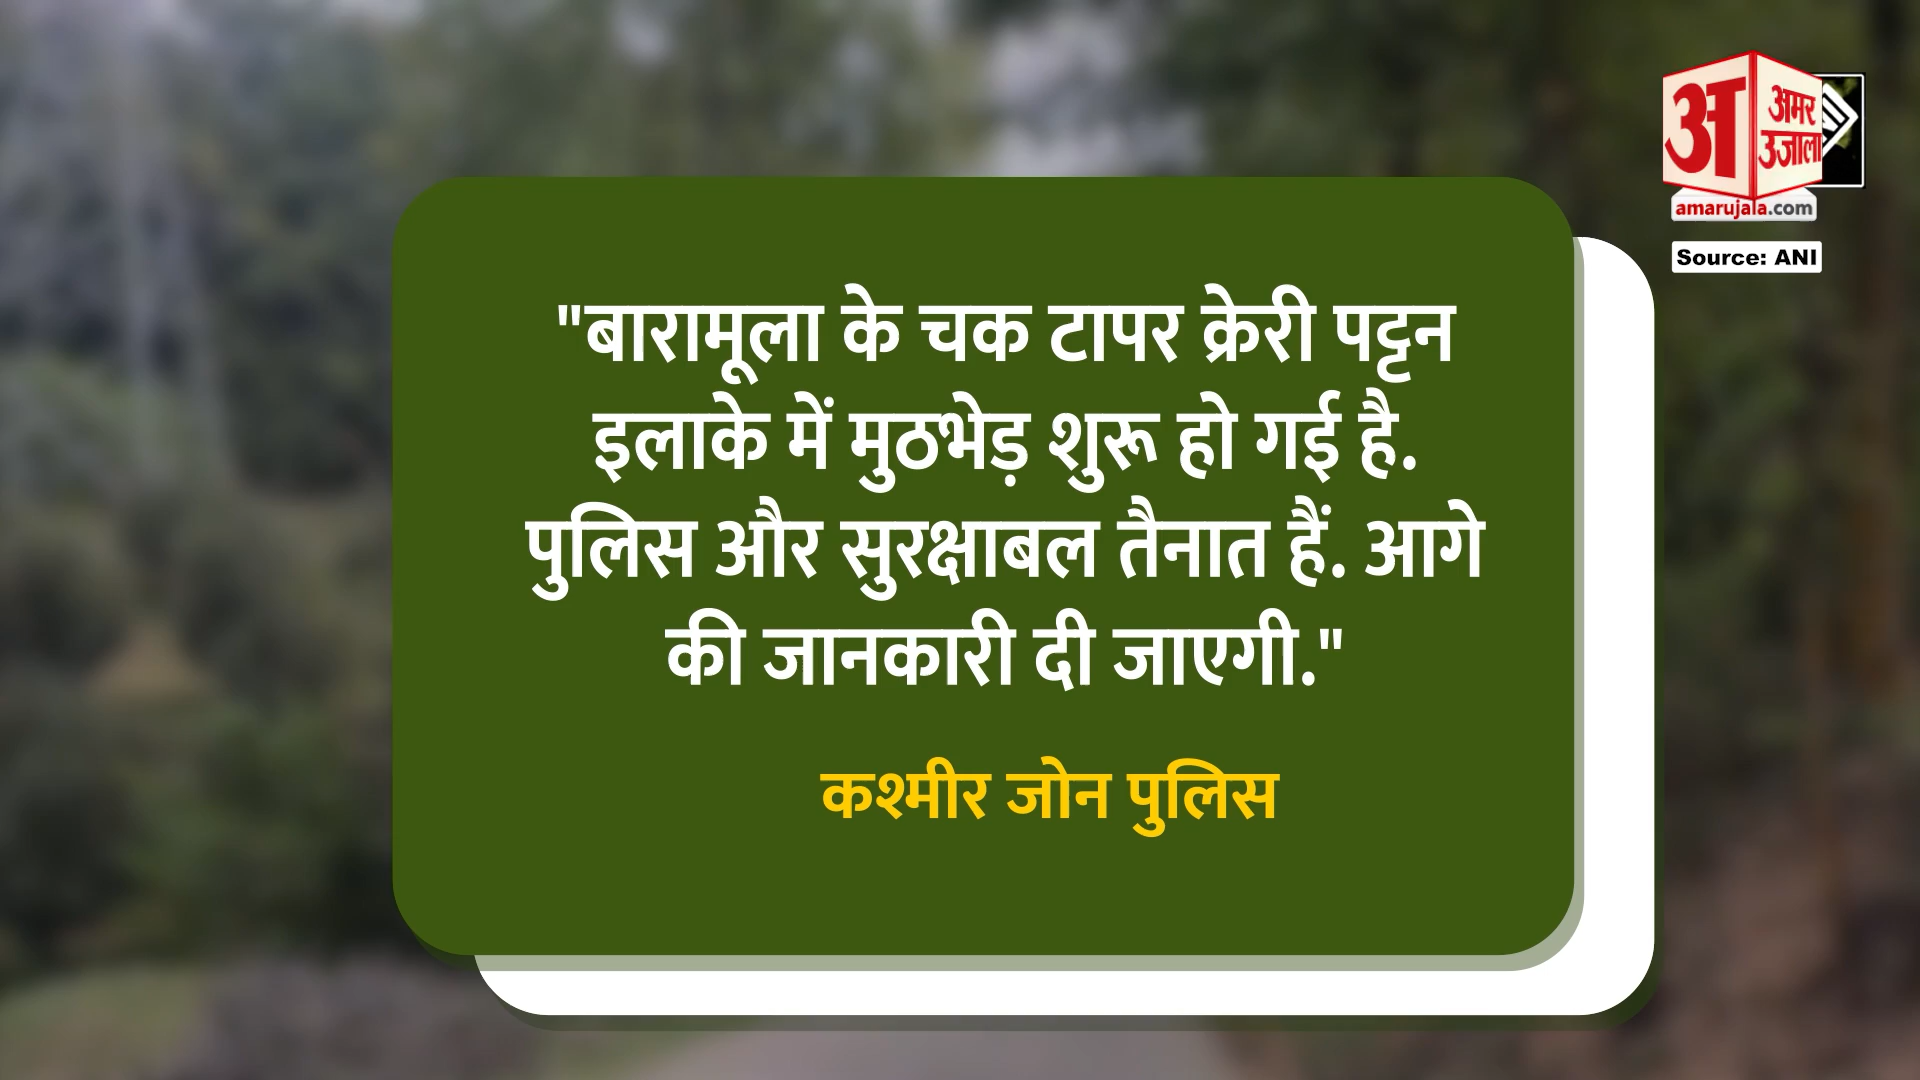 अ
अमर
उजाला
amarujala.com
Source: ANI
"बारामूला के चक टापर क्रेरी पट्टन
इलाके में मुठभेड़ शुरू हो गई है.
पुलिस और सुरक्षाबल तैनात हैं. आगे
की जानकारी दी जाएगी."
कश्मीर जोन पुलिस